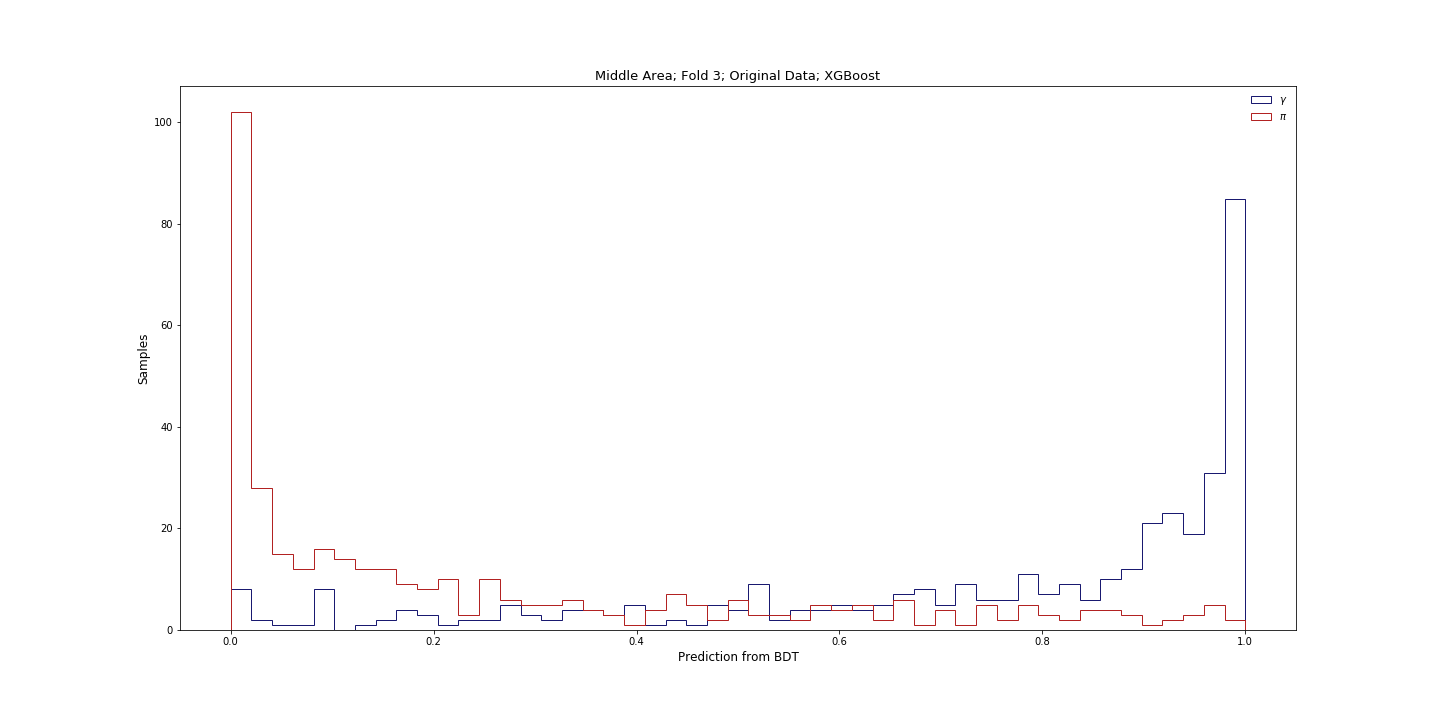 Middle Area; Fold 3; Original Data; XGBoost
γ
π
100
80
60
40
20
0
Samples
0.0 0.2 0.4 0.6 0.8 1.0
Prediction from BDT